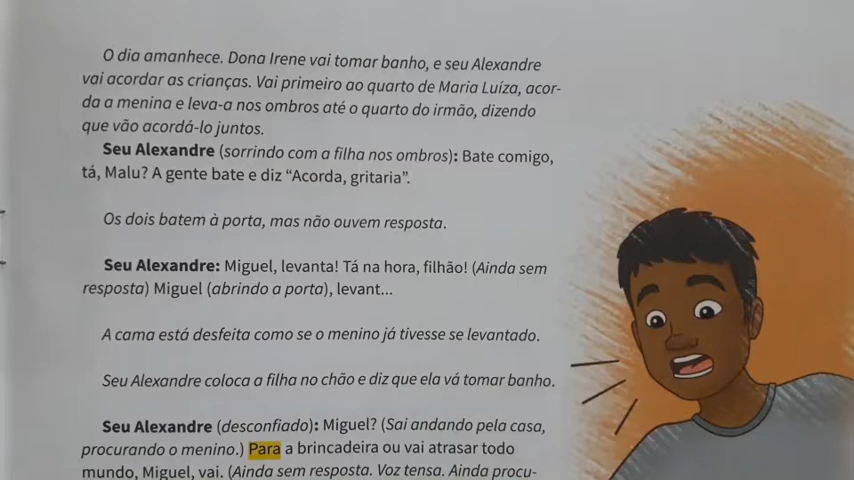 O dia amanhece. Dona Irene vai tomar banho, e seu Alexandre
vai acordar as crianças. Vai primeiro ao quarto de Maria Luíza, acor-
da a menina e leva-a nos ombros até o quarto do irmão, dizendo
que vão acordá-lo juntos.
Seu Alexandre (sorrindo com a filha nos ombros): Bate comigo,
tá, Malu? A gente bate e diz “Acorda, gritaria”.
Os dois batem à porta, mas não ouvem resposta.
Seu Alexandre: Miguel, levanta! Tá na hora, filhão! (Ainda sem
resposta) Miguel (abrindo a porta), levant...
A cama está desfeita como se o menino já tivesse se levantado.
Seu Alexandre coloca a filha no chão e diz que ela vá tomar banho.
Seu Alexandre (desconfiado): Miguel? (Sai andando pela casa,
procurando o menino.) Para a brincadeira ou vai atrasar todo
mundo, Miguel, vai. (Ainda sem resposta. Voz tensa. Ainda procu-